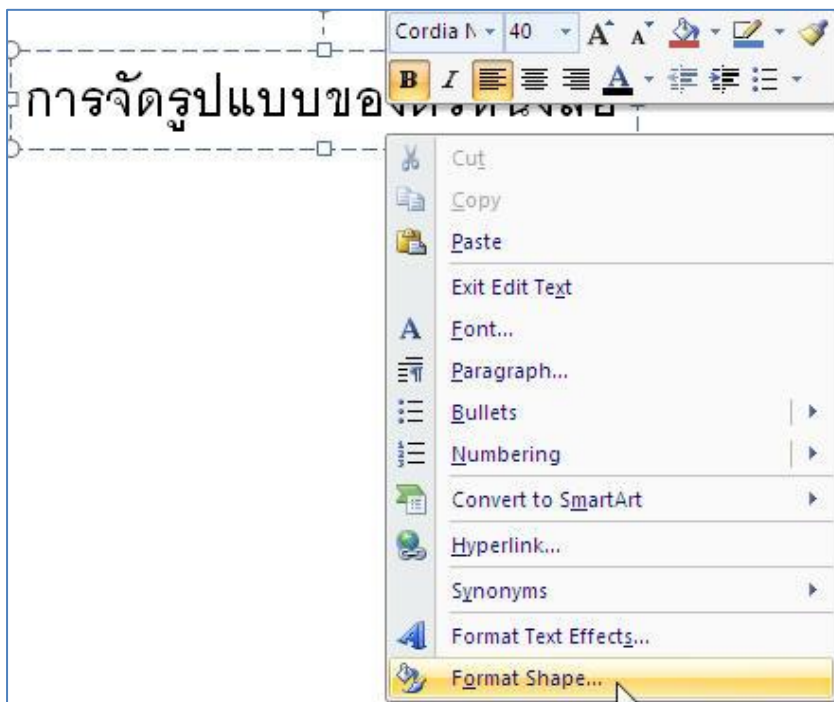 Cordia N 40 A A
B I A
การจัดรูปแบบของ
Cut
Copy
Paste
Exit Edit Text
Font...
Paragraph...
Bullets
Numbering
Convert to SmartArt
Hyperlink...
Synonyms
Format Text Effects...
Format Shape...